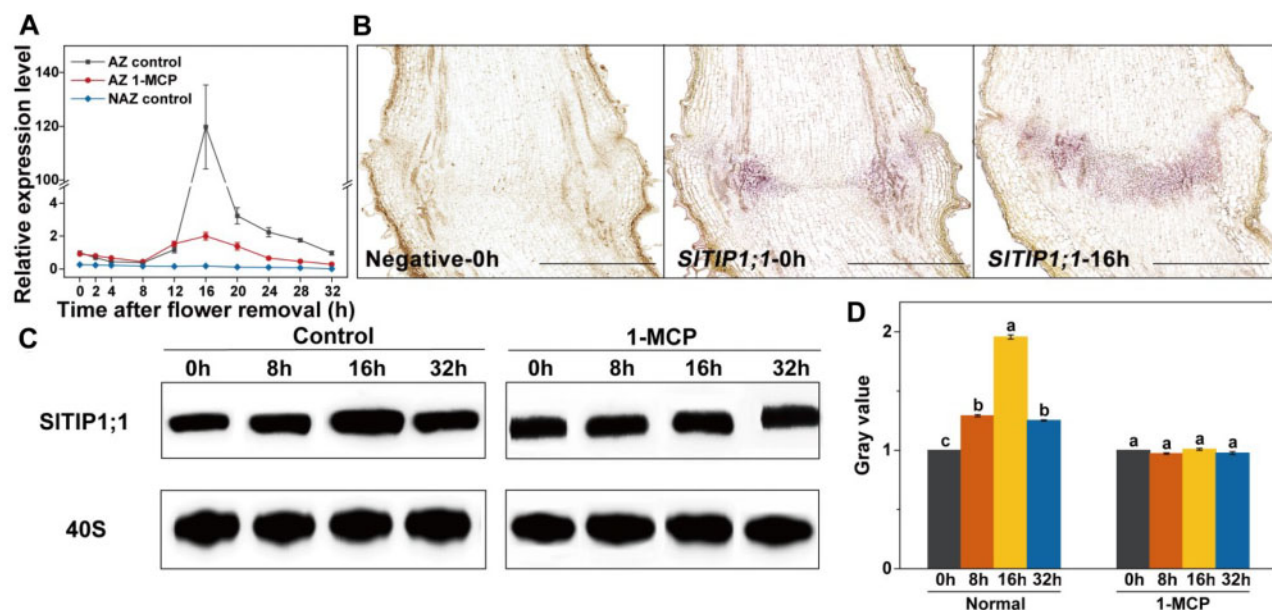 A
Relative expression level
140
120
100
4
2
0
AZ control
AZ 1-MCP
NAZ control
0 2 4 8 12 16 20 24 28 32
Time after flower removal (h)
B
Negative-0h
SlTIP1;1-0h
SlTIP1;1-16h
C
Control
1-MCP
0h 8h 16h 32h
0h 8h 16h 32h
SlTIP1;1
40S
D
Gray value
2
1
0
c b a b
a a a a
0h 8h 16h 32h
0h 8h 16h 32h
Normal
1-MCP